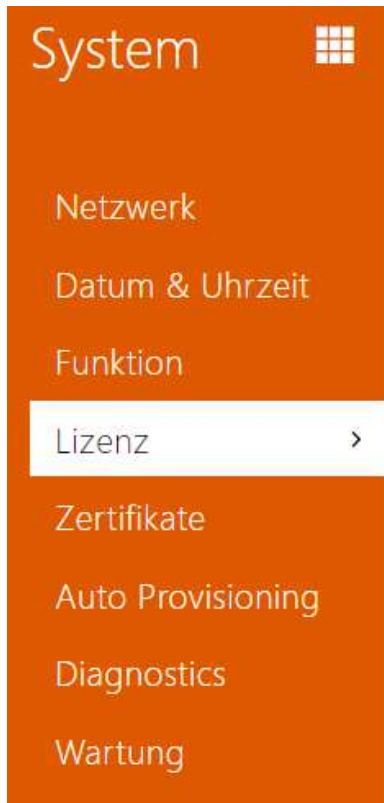 System
Netzwerk
Datum & Uhrzeit
Funktion
Lizenz
Zertifikate
Auto Provisioning
Diagnostics
Wartung